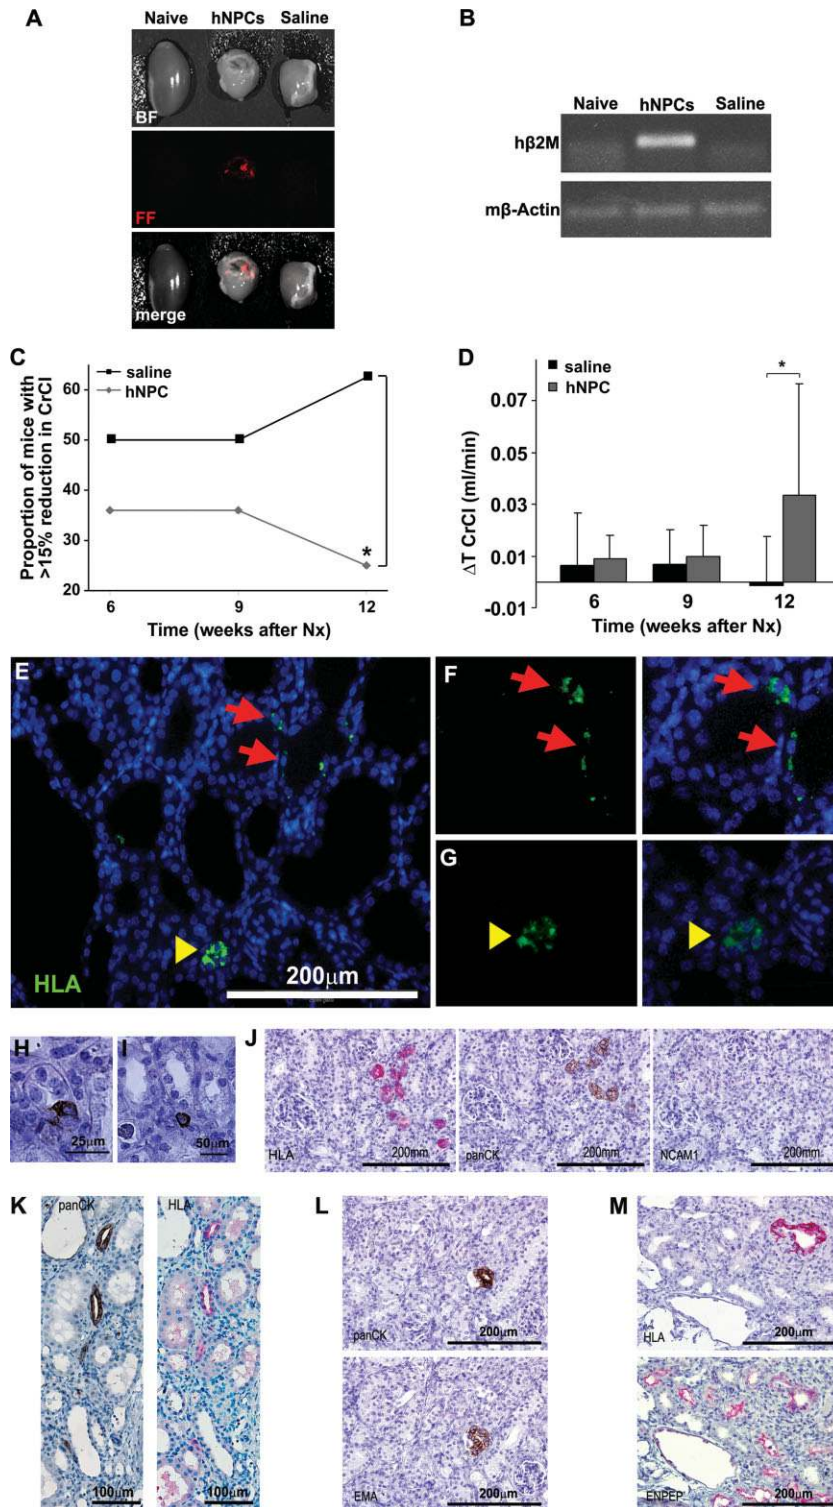 A
Naive hNPCs Saline
BF
FF
merge
B
Naive hNPCs Saline
hβ2M
mβ-Actin
C
saline
hNPC
Proportion of mice with
>15% reduction in CrCl
60
50
40
30
20
6 9 12
*
Time (weeks after Nx)
D
saline
hNPC
*
ΔT CrCl (ml/min)
0.07
0.05
0.03
0.01
-0.01
6 9 12
Time (weeks after Nx)
E
HLA
200μm
F
G
H
25μm
I
50μm
J
HLA
200mm
panCK
200mm
NCAM1
200mm
K
panCK
100μm
HLA
100μm
L
panCK
200μm
EMA
200μm
M
HLA
200μm
ENPEP
200μm